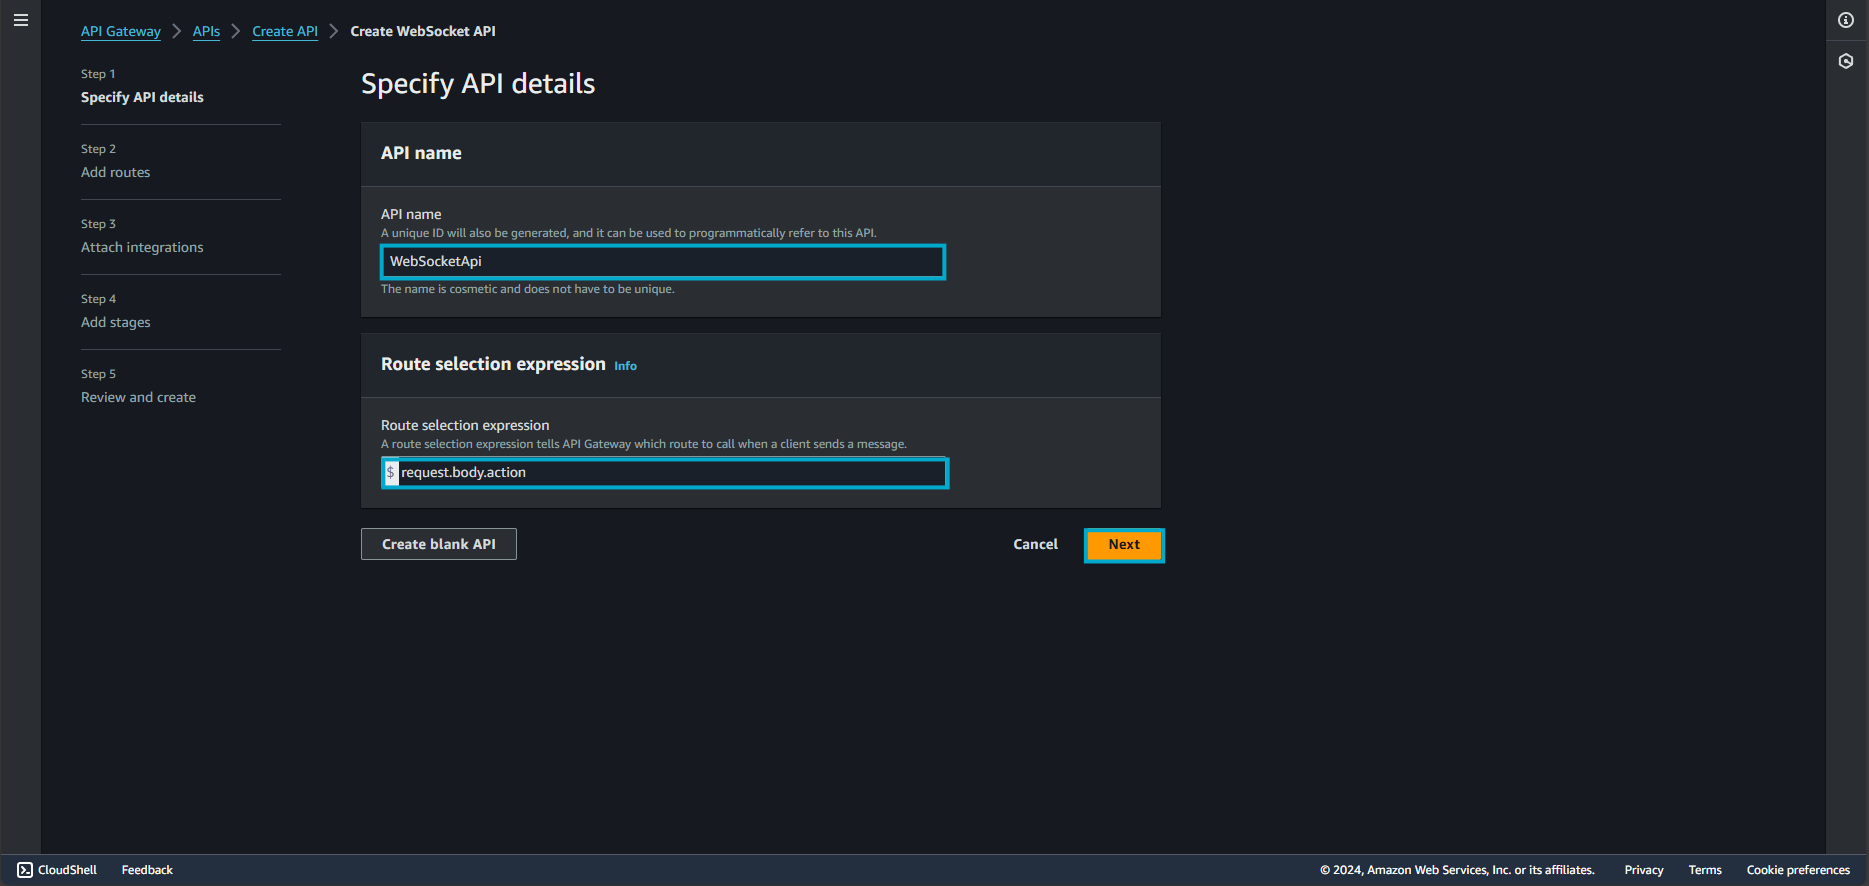 API Gateway > APIs > Create API > Create WebSocket API
Step 1
Specify API details
Step 2
Add routes
Step 3
Attach integrations
Step 4
Add stages
Step 5
Review and create
Specify API details
API name
API name
A unique ID will also be generated, and it can be used to programmatically refer to this API.
WebSocketApi
The name is cosmetic and does not have to be unique.
Route selection expression Info
Route selection expression
A route selection expression tells API Gateway which route to call when a client sends a message.
$ request.body.action
Create blank API Cancel Next
CloudShell Feedback © 2024, Amazon Web Services, Inc. or its affiliates. Privacy Terms Cookie preferences